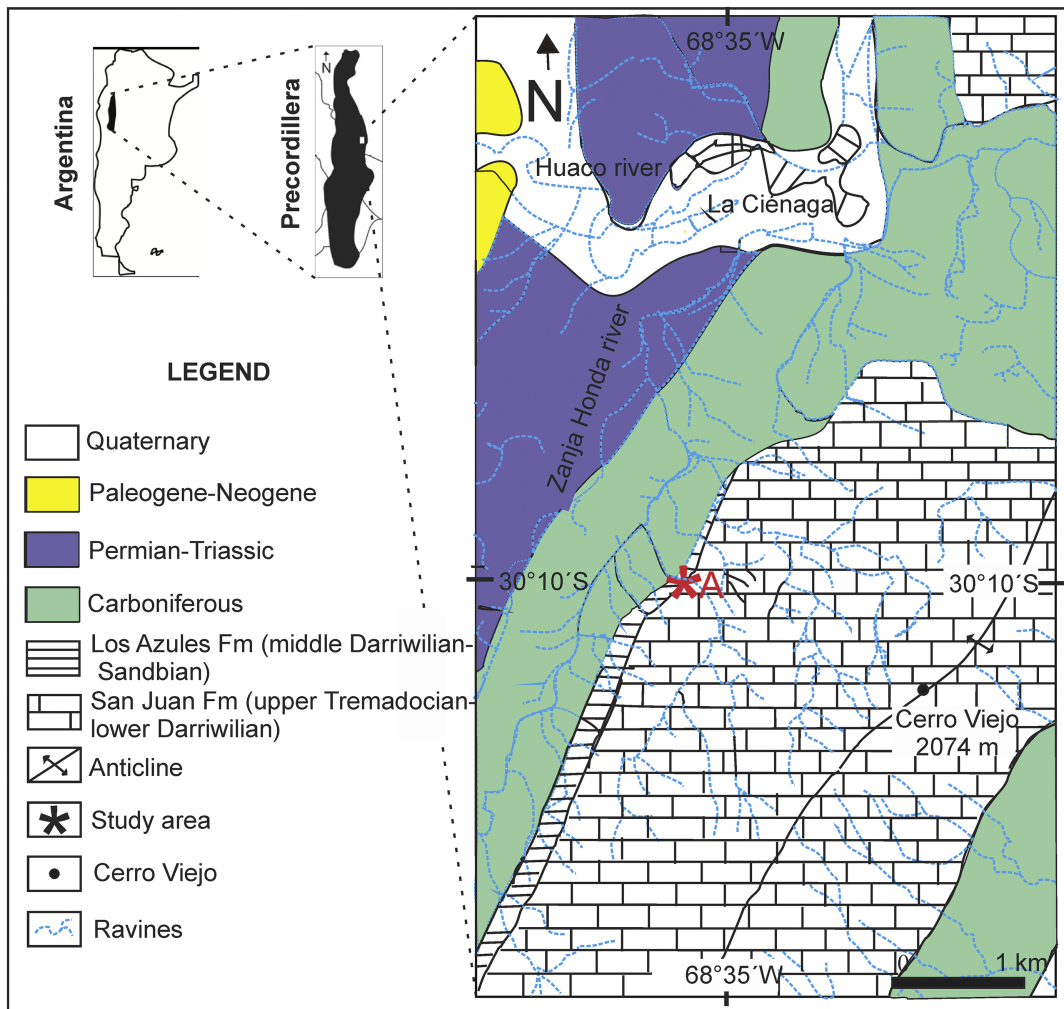 Argentina
Precordillera
N
N
68°35´W
Huaco river
La Ciénaga
Zanja Honda river
LEGEND
Quaternary
Paleogene-Neogene
Permian-Triassic
Carboniferous
Los Azules Fm (middle Darriwilian-
Sandbian)
San Juan Fm (upper Tremadocian-
lower Darriwilian)
Anticline
Study area
Cerro Viejo
Ravines
30°10´S
A
30°10´S
Cerro Viejo
2074 m
68°35´W
0
1 km